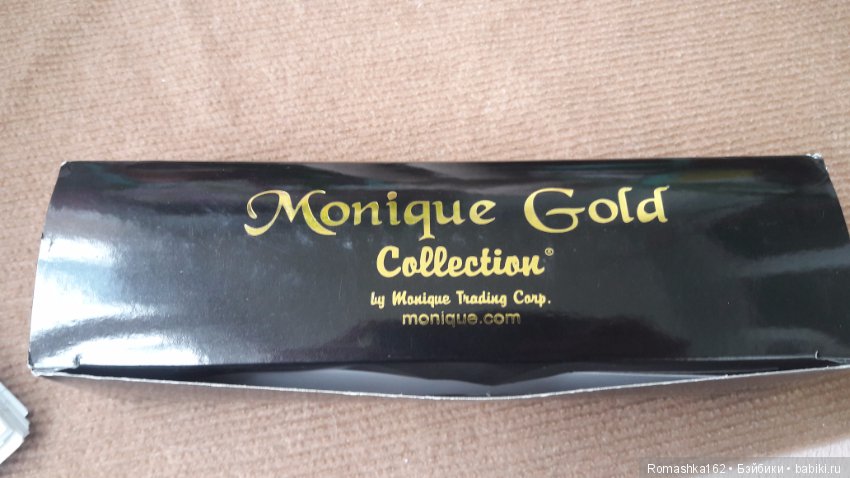 Monique Gold
Collection®
by Monique Trading Corp.
monique.com
Romashka162 • Бэйбики • babiki.ru